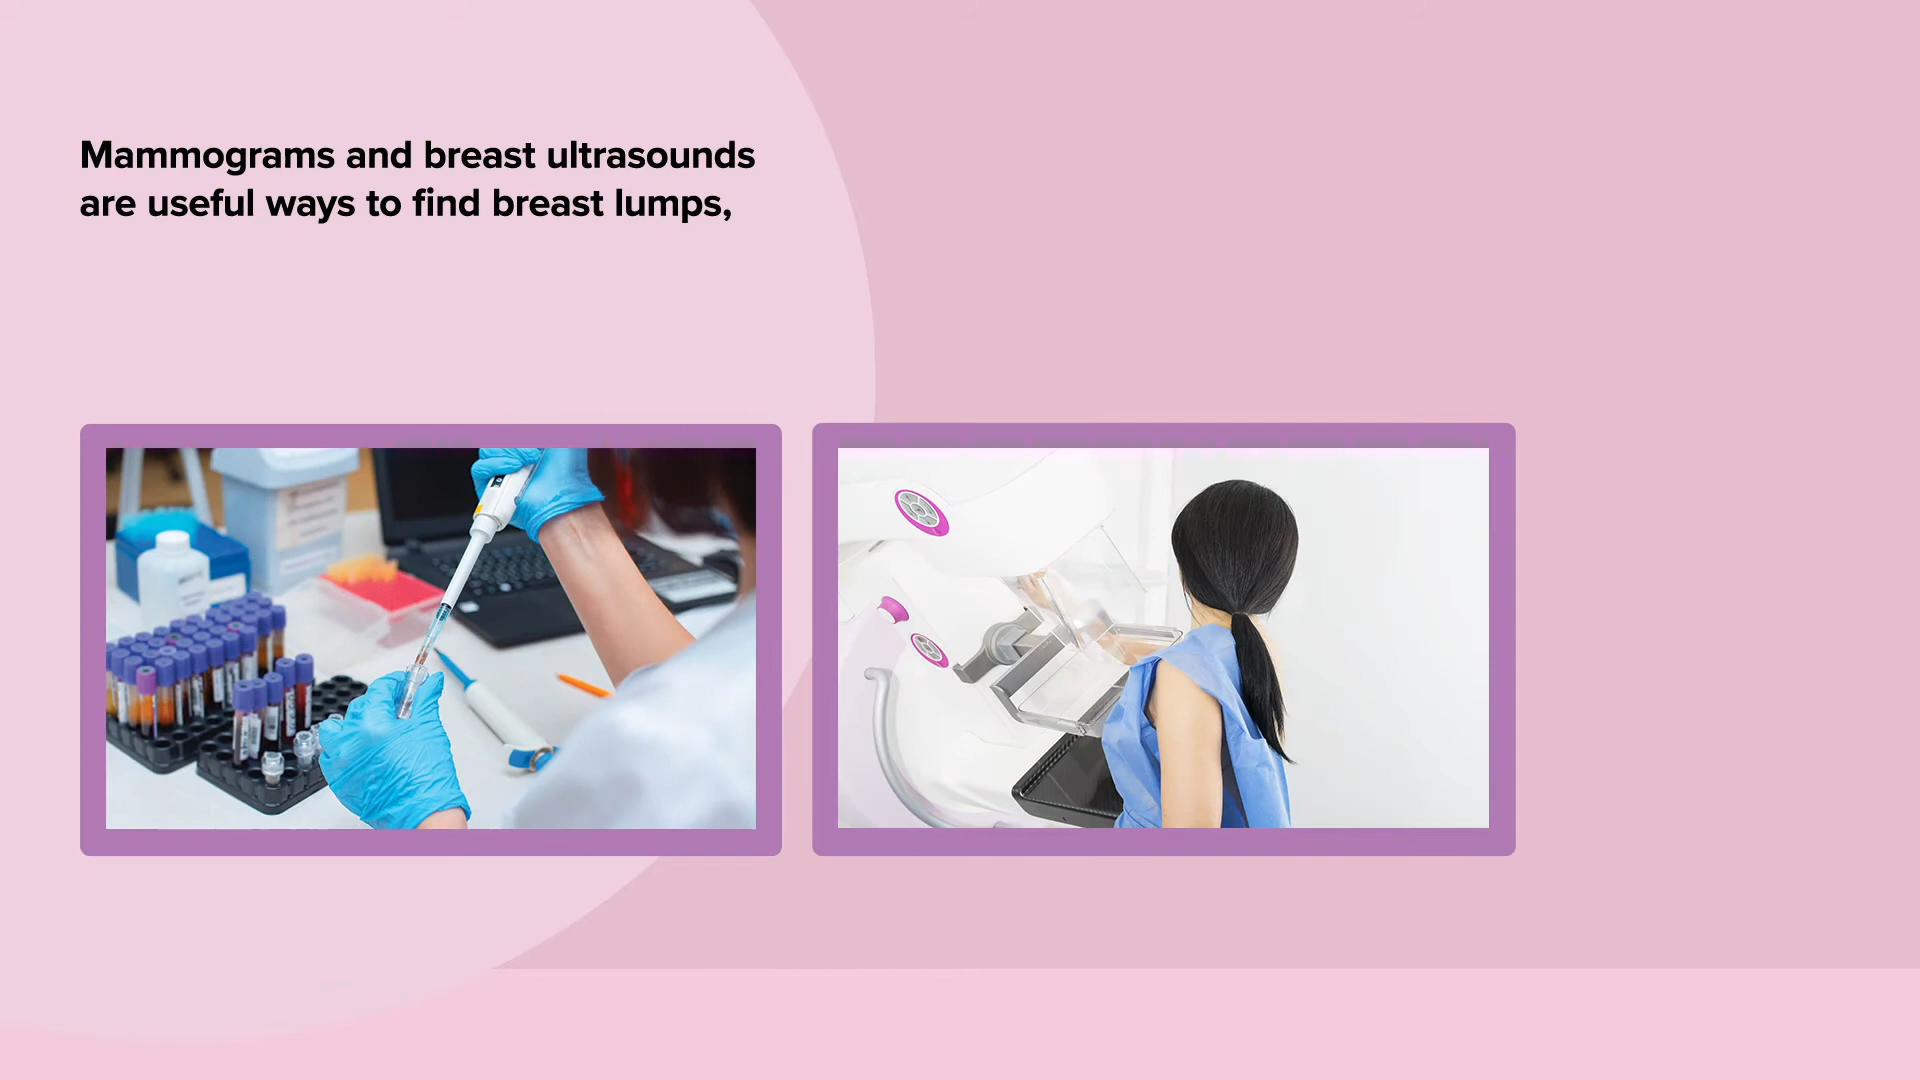 Mammograms and breast ultrasounds
are useful ways to find breast lumps,